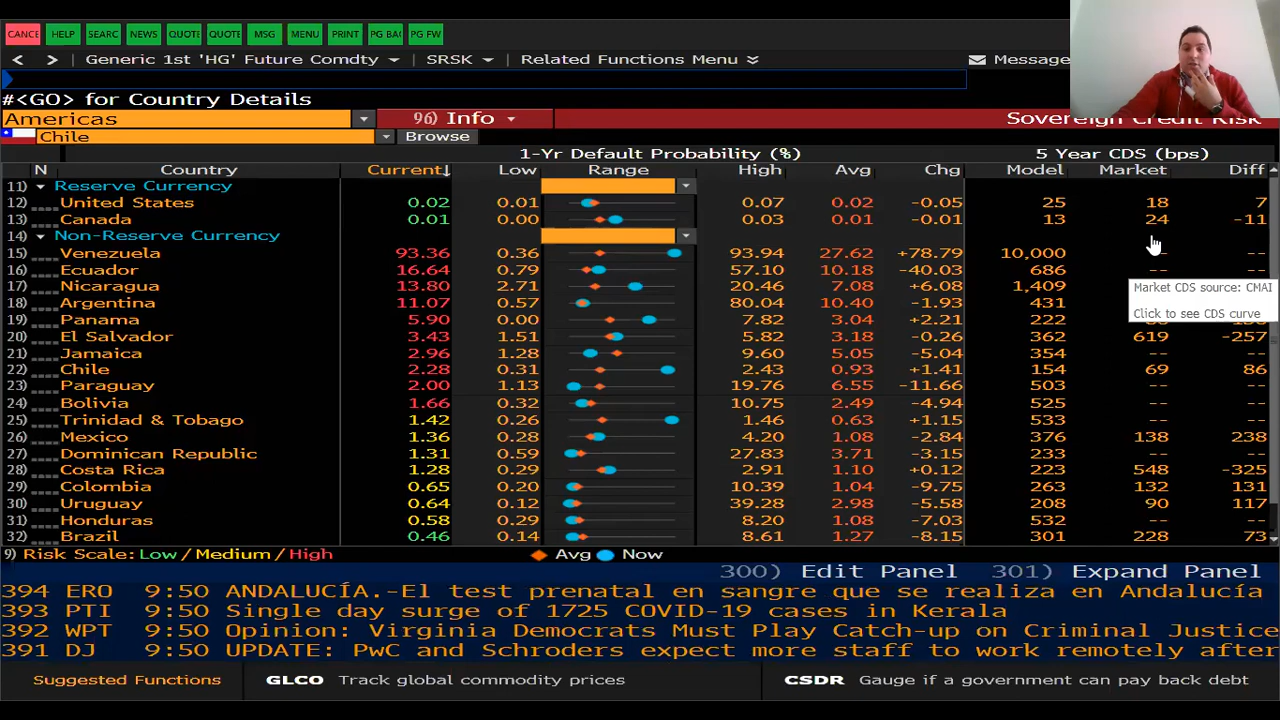 CANCE HELP SEARC NEWS QUOTE QUOTE MSG MENU PRINT PG BAC PG FW
< > Generic 1st 'HG' Future Comdty SRSK Related Functions Menu Message
#<GO> for Country Details
Americas 96) Info Sovereign Credit Risk
Chile Browse
1-Yr Default Probability (%) 5 Year CDS (bps)
N Country Current↓ Low Range High Avg Chg Model Market Diff
11) Reserve Currency
12) United States 0.02 0.01 0.07 0.02 -0.05 25 18 7
13) Canada 0.01 0.00 0.03 0.01 -0.01 13 24 -11
14) Non-Reserve Currency
15) Venezuela 93.36 0.36 93.94 27.62 +78.79 10,000 -- --
16) Ecuador 16.64 0.79 57.10 10.18 -40.03 686 -- --
17) Nicaragua 13.80 2.71 20.46 7.08 +6.08 1,409
Market CDS source: CMAI
18) Argentina 11.07 0.57 80.04 10.40 -1.93 431
Click to see CDS curve
19) Panama 5.90 0.00 7.82 3.04 +2.21 222
20) El Salvador 3.43 1.51 5.82 3.18 -0.26 362 619 -257
21) Jamaica 2.96 1.28 9.60 5.05 -5.04 354 -- --
22) Chile 2.28 0.31 2.43 0.93 +1.41 154 69 86
23) Paraguay 2.00 1.13 19.76 6.55 -11.66 503 -- --
24) Bolivia 1.66 0.32 10.75 2.49 -4.94 525 -- --
25) Trinidad & Tobago 1.42 0.26 1.46 0.63 +1.15 533 -- --
26) Mexico 1.36 0.28 4.20 1.08 -2.84 376 138 238
27) Dominican Republic 1.31 0.59 27.83 3.71 -3.15 233 -- --
28) Costa Rica 1.28 0.29 2.91 1.10 +0.12 223 548 -325
29) Colombia 0.65 0.20 10.39 1.04 -9.75 263 132 131
30) Uruguay 0.64 0.12 39.28 2.98 -5.58 208 90 117
31) Honduras 0.58 0.29 8.20 1.08 -7.03 532 -- --
32) Brazil 0.46 0.14 8.61 1.27 -8.15 301 228 73
9) Risk Scale: Low / Medium / High Avg Now
300) Edit Panel 301) Expand Panel
394 ERO 9:50 ANDALUCÍA.-El test prenatal en sangre que se realiza en Andalucía
393 PTI 9:50 Single day surge of 1725 COVID-19 cases in Kerala
392 WPT 9:50 Opinion: Virginia Democrats Must Play Catch-up on Criminal Justice
391 DJ 9:50 UPDATE: PwC and Schroders expect more staff to work remotely after
Suggested Functions GLCO Track global commodity prices CSDR Gauge if a government can pay back debt